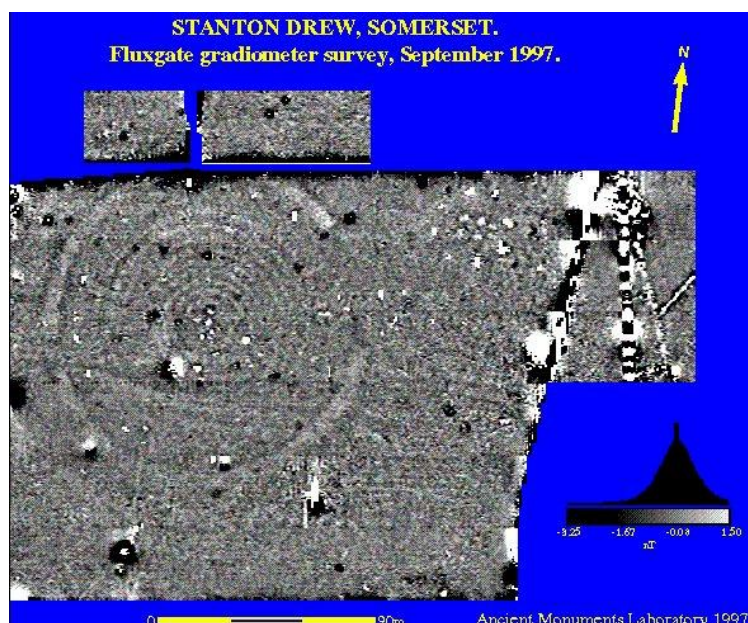 STANTON DREW, SOMERSET.
Fluxgate gradiometer survey, September 1997.
N
-3.25 -1.67 -0.08 1.50
nT
0 90m
Ancient Monuments Laboratory 1997